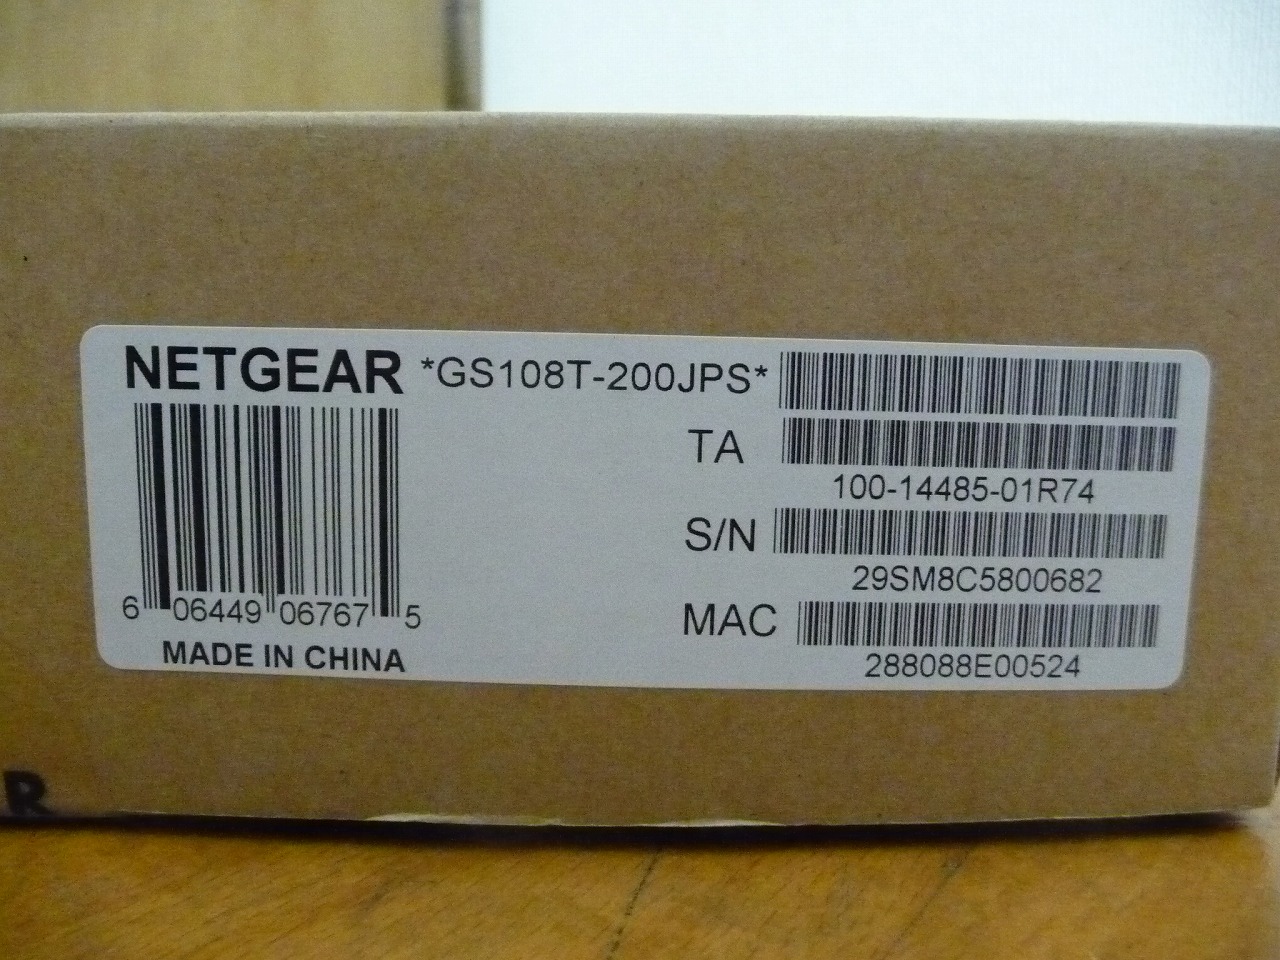 NETGEAR *GS108T-200JPS*
TA
100-14485-01R74
S/N
29SM8C5800682
MAC
288088E00524
6 06449 06767 5
MADE IN CHINA
R